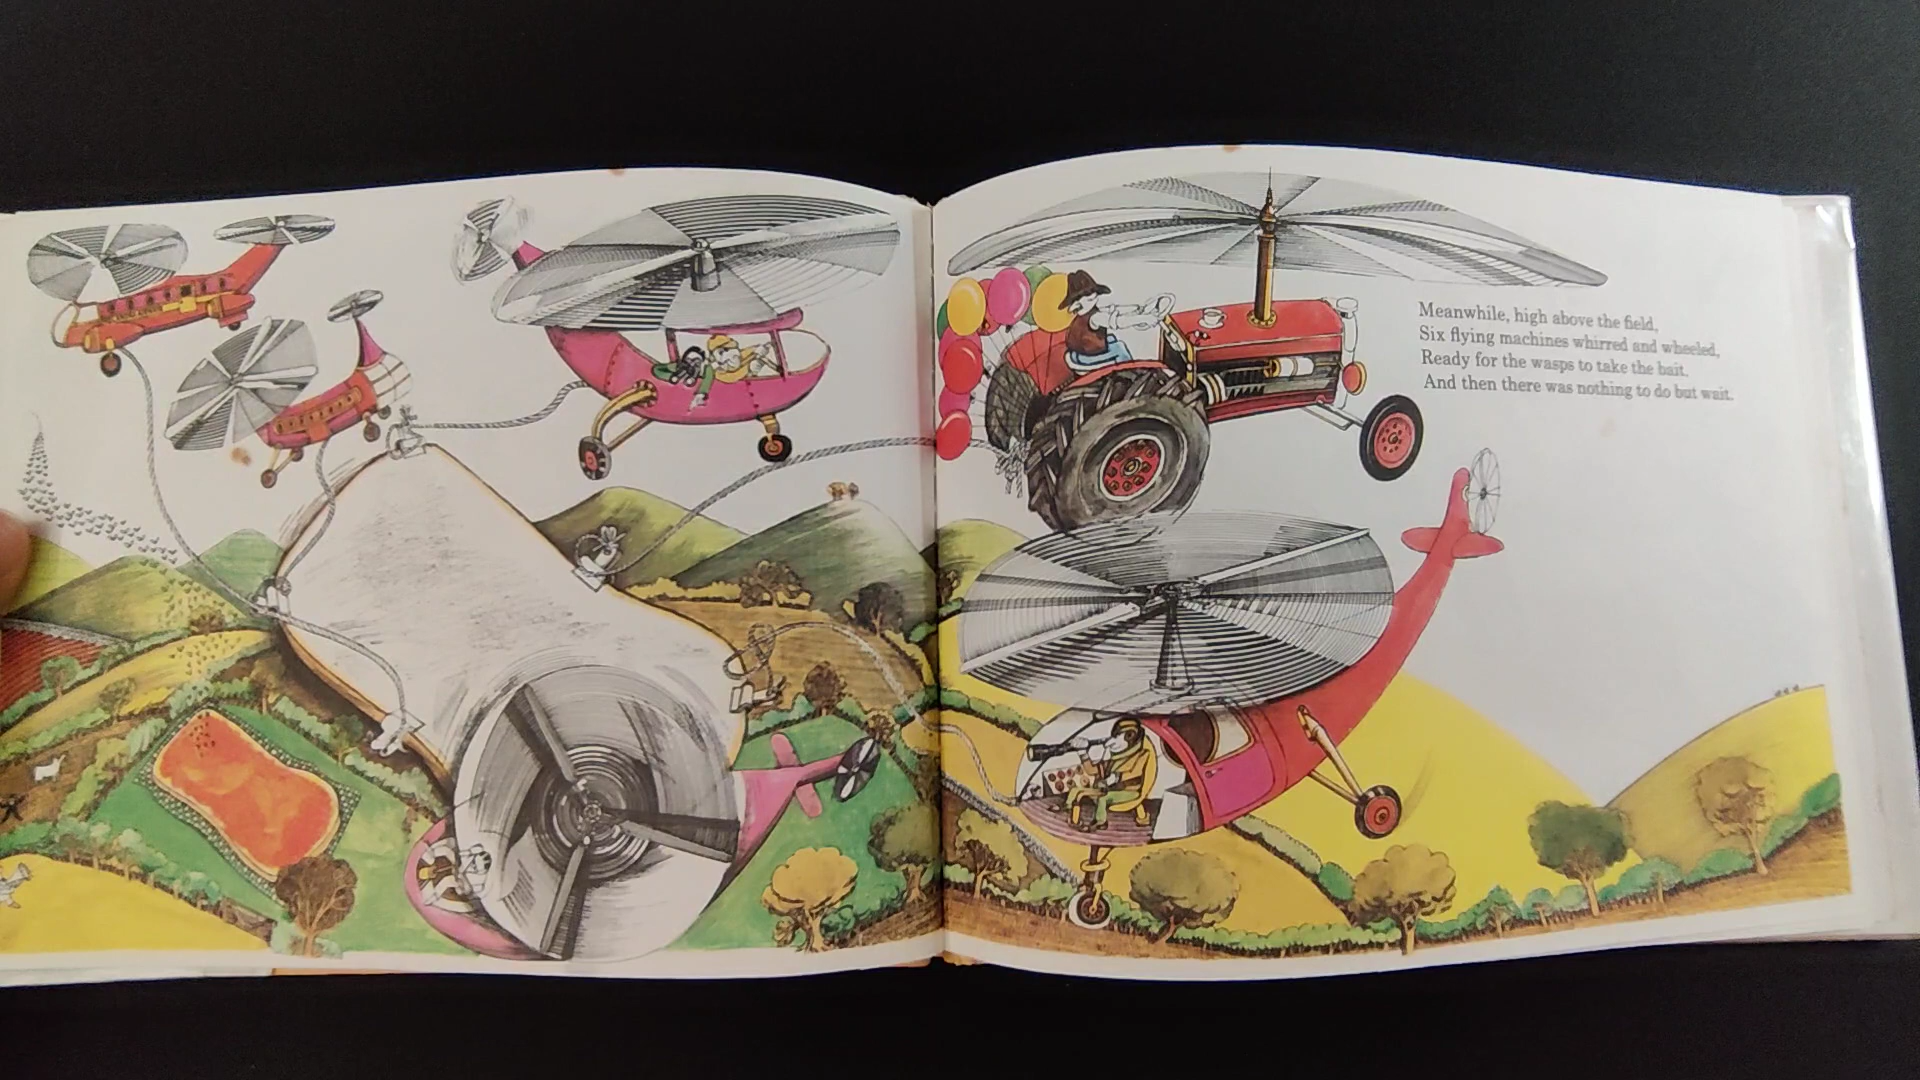 Meanwhile, high above the field,
Six flying machines whirred and wheeled,
Ready for the wasps to take the bait.
And then there was nothing to do but wait.